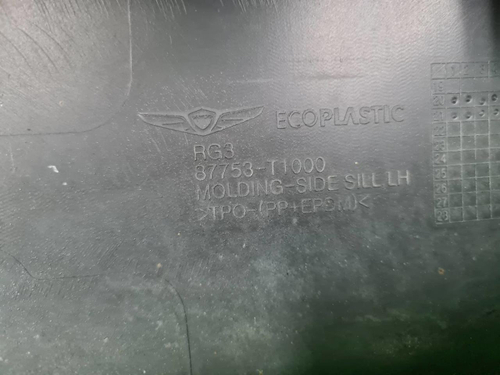 ECOPLASTIC
RG3
87753-T1000
MOLDING-SIDE SILL LH
>TPO-(PP+EPDM)<